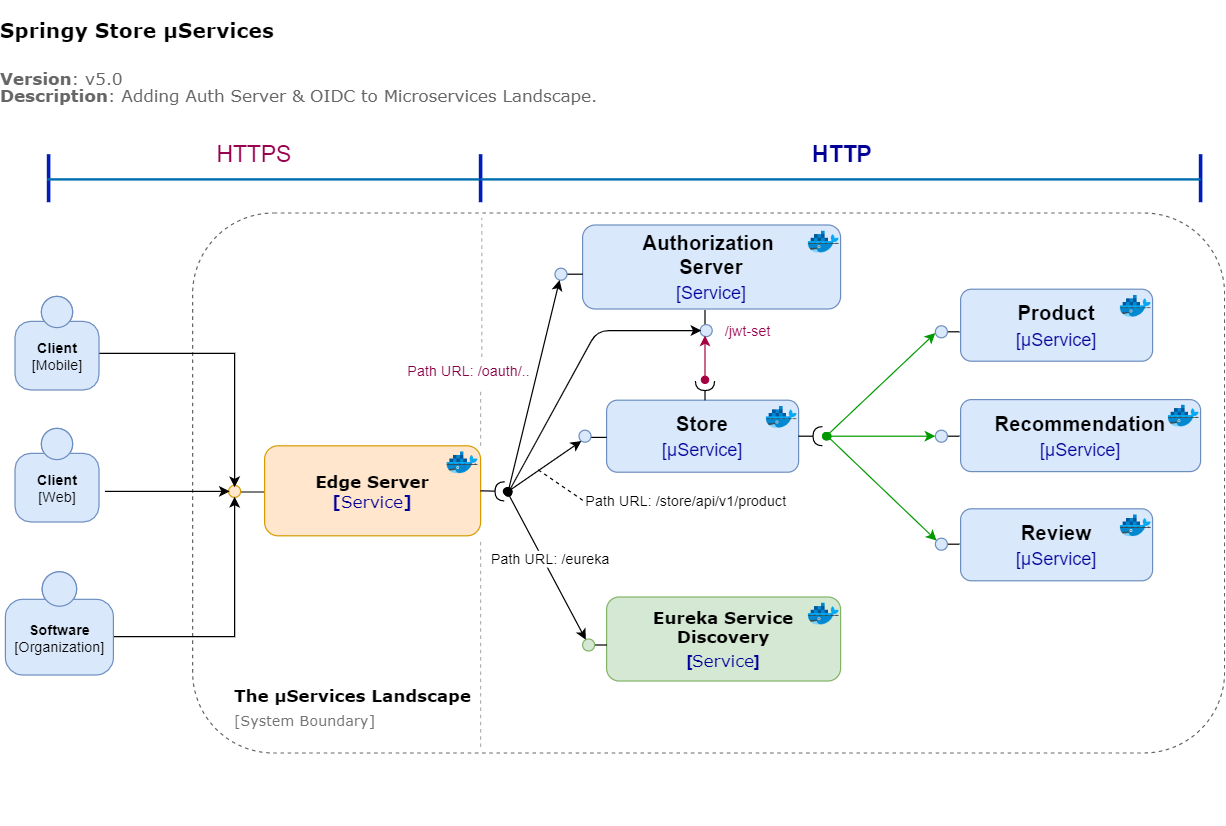 Springy Store µServices
Version: v5.0
Description: Adding Auth Server & OIDC to Microservices Landscape.
HTTPS
HTTP
Authorization
Server
[Service]
/jwt-set
Path URL: /oauth/..
Client
[Mobile]
Client
[Web]
Software
[Organization]
Edge Server
[Service]
Store
[µService]
Path URL: /store/api/v1/product
Path URL: /eureka
Product
[µService]
Recommendation
[µService]
Review
[µService]
Eureka Service
Discovery
[Service]
The µServices Landscape
[System Boundary]